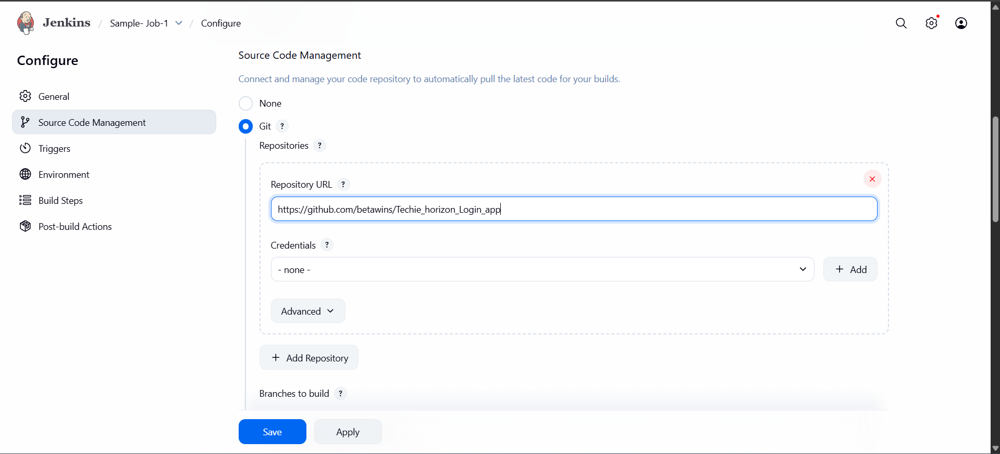 Jenkins / Sample- Job-1 / Configure
Configure
General
Source Code Management
Triggers
Environment
Build Steps
Post-build Actions
Source Code Management
Connect and manage your code repository to automatically pull the latest code for your builds.
None
Git ?
Repositories ?
Repository URL ?
https://github.com/betawins/Techie_horizon_Login_app
Credentials ?
- none -
+ Add
Advanced
+ Add Repository
Branches to build ?
Save
Apply